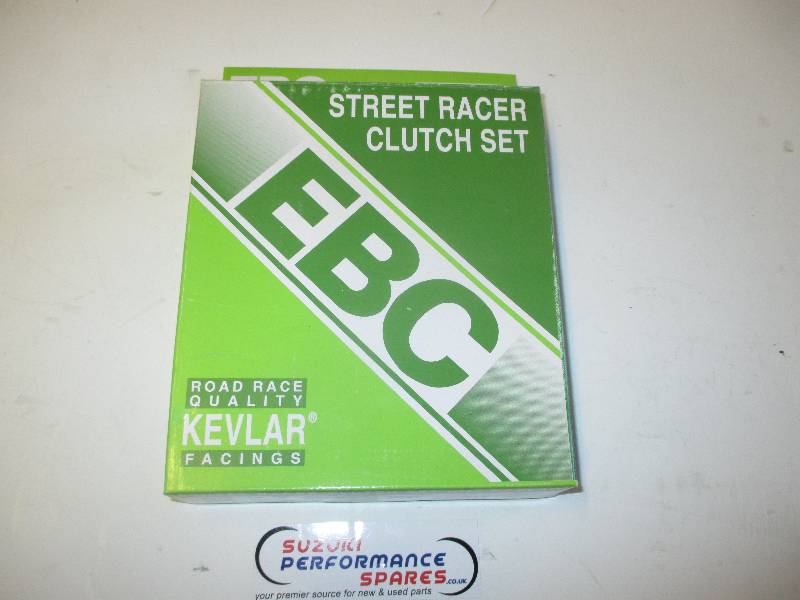 EBC
STREET RACER
CLUTCH SET
EBC
ROAD RACE
QUALITY
KEVLAR®
FACINGS
SUZUKI
PERFORMANCE
SPARES.co.uk
your premier source for new & used parts